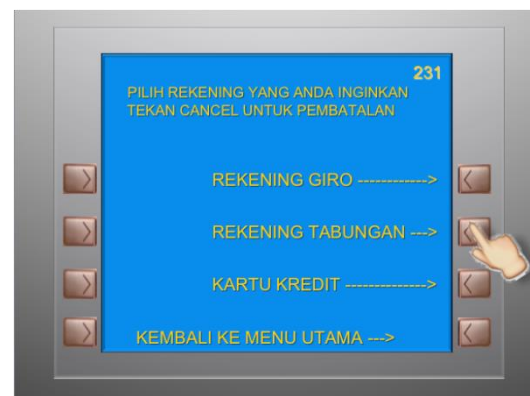 231
PILIH REKENING YANG ANDA INGINKAN
TEKAN CANCEL UNTUK PEMBATALAN
REKENING GIRO ------------>
REKENING TABUNGAN --->
KARTU KREDIT -------------->
KEMBALI KE MENU UTAMA --->